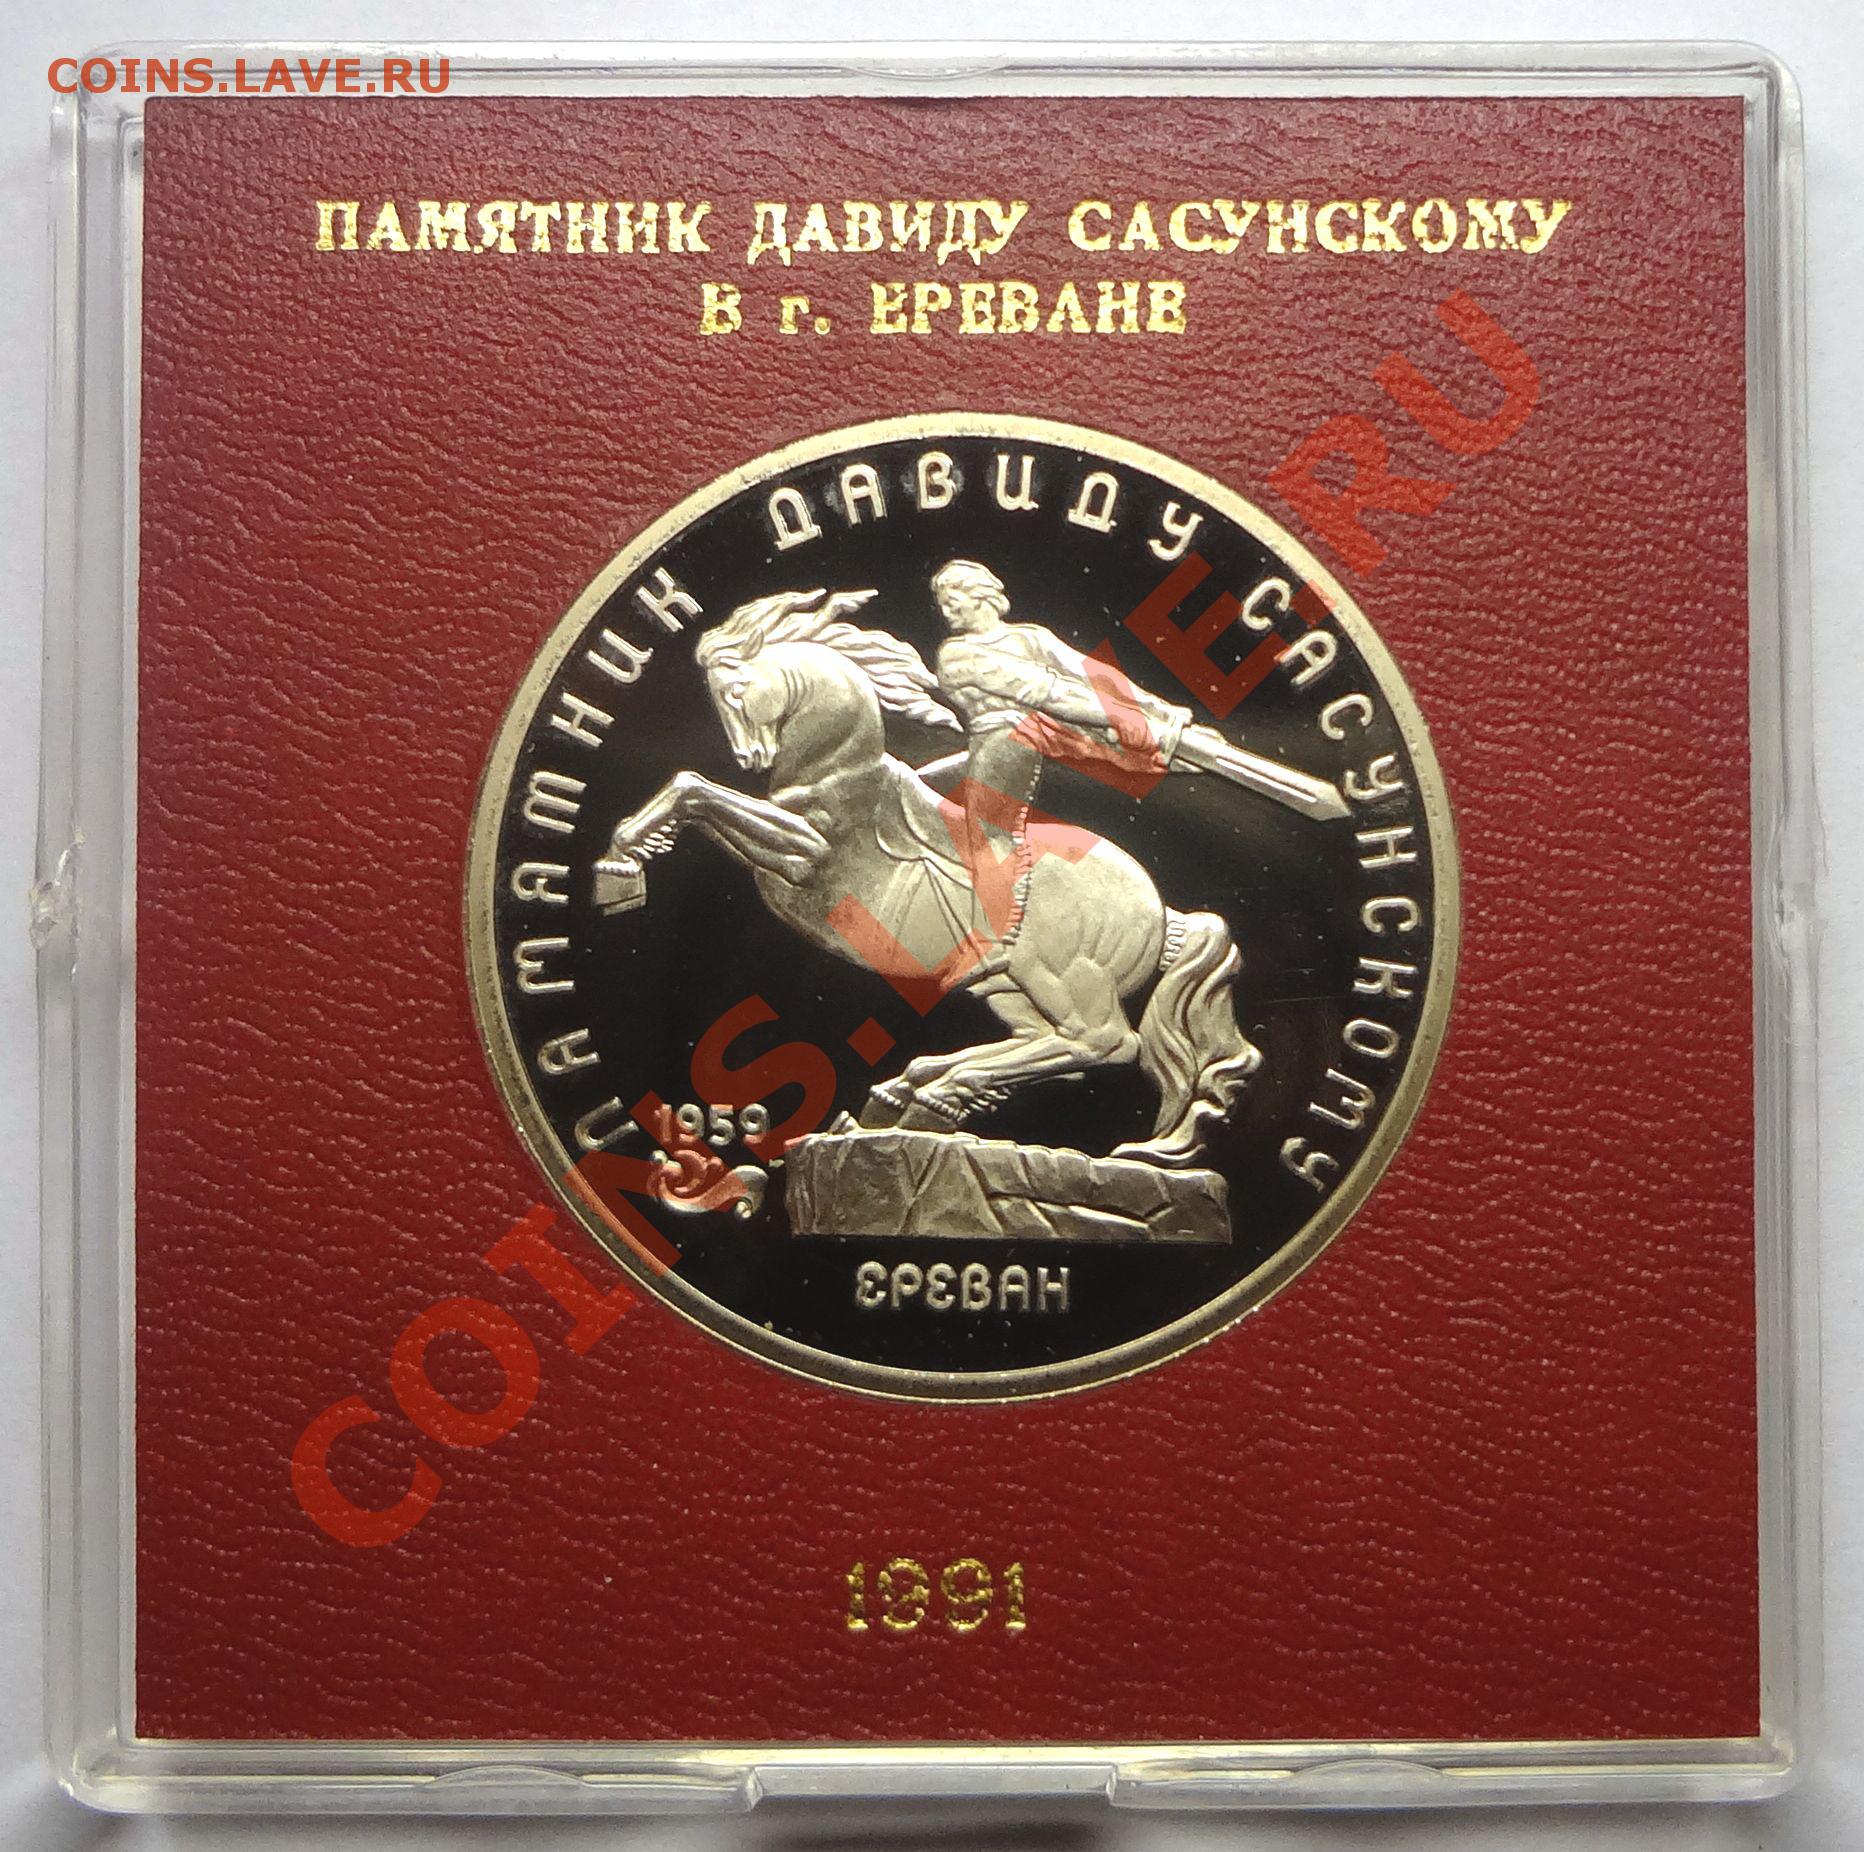 COINS.LAVE.RU
ПАМЯТНИК ДАВИДУ САСУНСКОМУ
В г. ЕРЕВАНЕ
ПАМЯТНИК ДАВИДУ САСУНСКОМУ
1959
ЕРЕВАН
1991
COINS.LAVE.RU